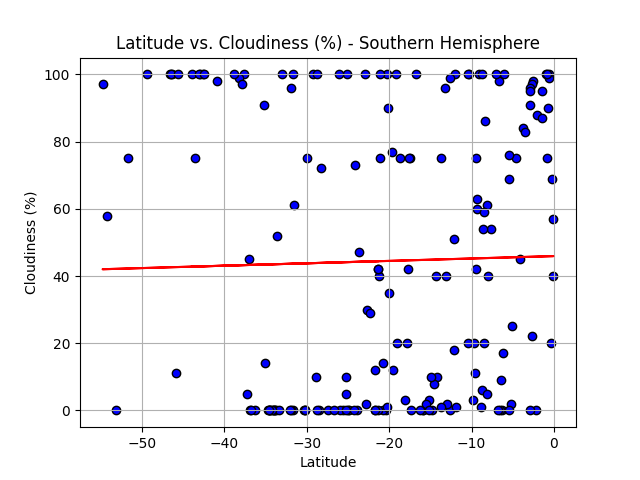 Latitude vs. Cloudiness (%) - Southern Hemisphere
100
80
60
40
20
0
Cloudiness (%)
−50 −40 −30 −20 −10 0
Latitude